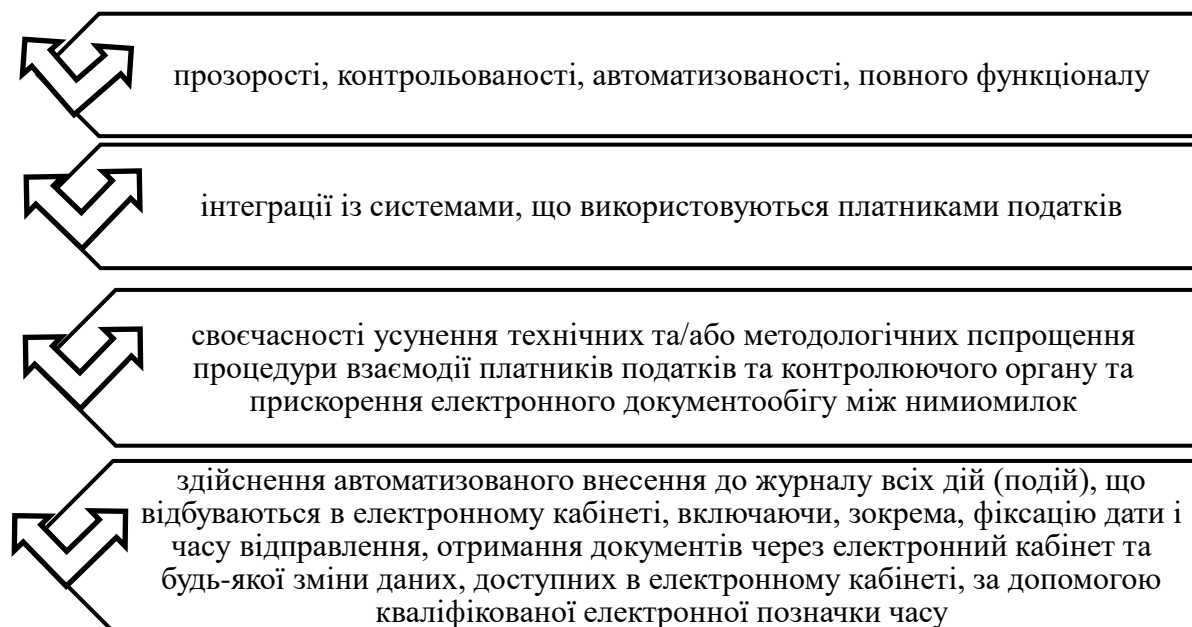 прозорості, контрольованості, автоматизованості, повного функціоналу
інтеграції із системами, що використовуються платниками податків
своєчасності усунення технічних та/або методологічних пспрощення
процедури взаємодії платників податків та контролюючого органу та
прискорення електронного документообігу між нимиомилок
здійснення автоматизованого внесення до журналу всіх дій (подій), що
відбуваються в електронному кабінеті, включаючи, зокрема, фіксацію дати і
часу відправлення, отримання документів через електронний кабінет та
будь-якої зміни даних, доступних в електронному кабінеті, за допомогою
кваліфікованої електронної позначки часу